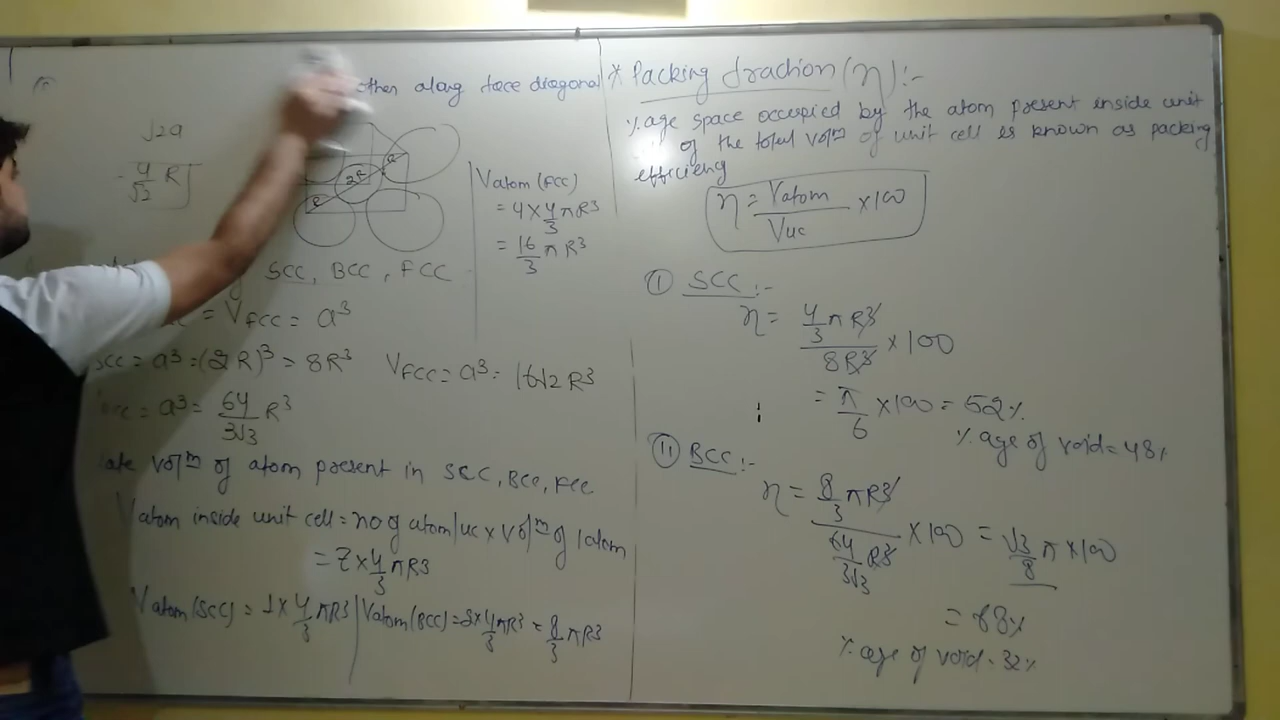 other along face diagonal
√2a
4/√2 R
R
2R
R
Vatom (FCC)
= 4 × 4/3 πR³
= 16/3 πR³
SCC, BCC, FCC
= VFCC = a³
= a³ = (2R)³ = 8R³ VFCC = a³ = 16√2 R³
= a³ = 64/3√3 R³
volᵐ of atom present in SCC, BCC, FCC
Vatom inside unit cell = no of atom/uc × volᵐ of 1 atom
= Z × 4/3 πR³
Vatom (SCC) = 1 × 4/3 πR³ | Vatom (BCC) = 2 × 4/3 πR³ = 8/3 πR³
* Packing fraction (η) :-
% age space occupied by the atom present inside unit
of the total volᵐ of unit cell is known as packing
efficieny
η = Vatom/Vuc × 100
(I) SCC :-
η = 4/3 πR³ / 8R³ × 100
= π/6 × 100 = 52%
% age of void = 48%
(II) BCC :-
η = 8/3 πR³ / 64/3√3 R³ × 100 = √3/8 π × 100
= 68%
% age of void = 32%